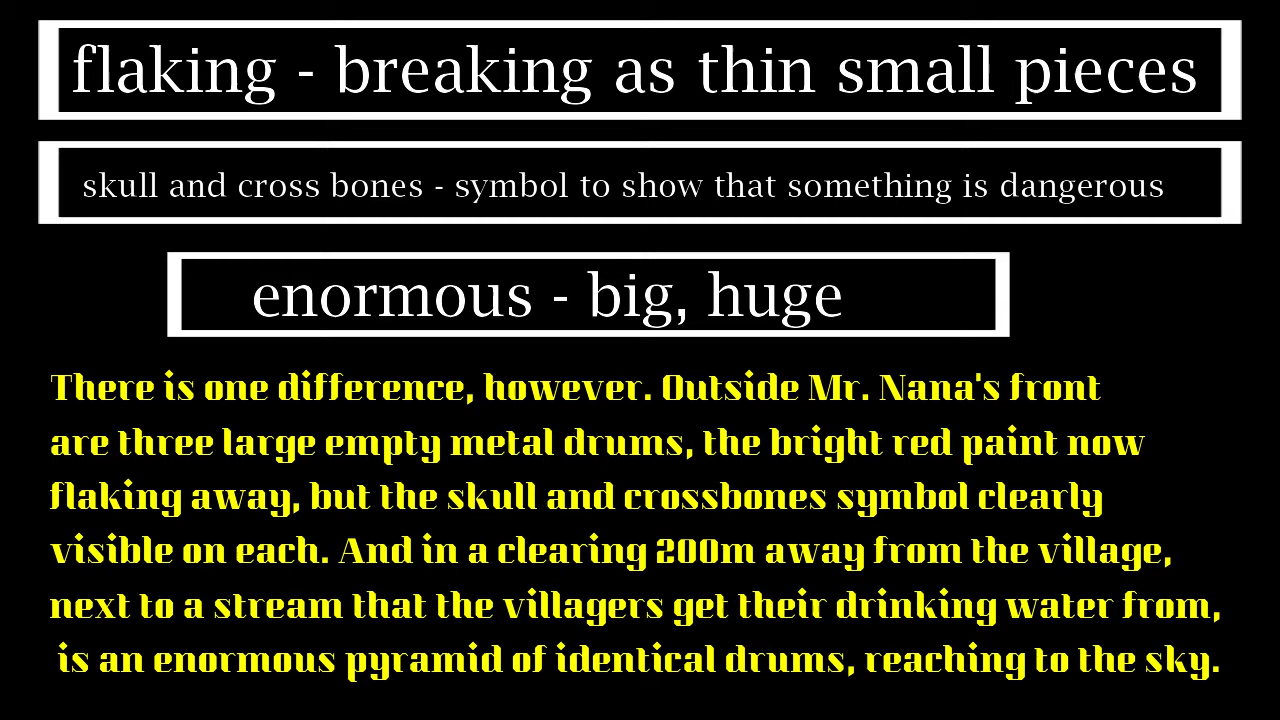 flaking - breaking as thin small pieces
skull and cross bones - symbol to show that something is dangerous
enormous - big, huge
There is one difference, however. Outside Mr. Nana's front
are three large empty metal drums, the bright red paint now
flaking away, but the skull and crossbones symbol clearly
visible on each. And in a clearing 200m away from the village,
next to a stream that the villagers get their drinking water from,
is an enormous pyramid of identical drums, reaching to the sky.